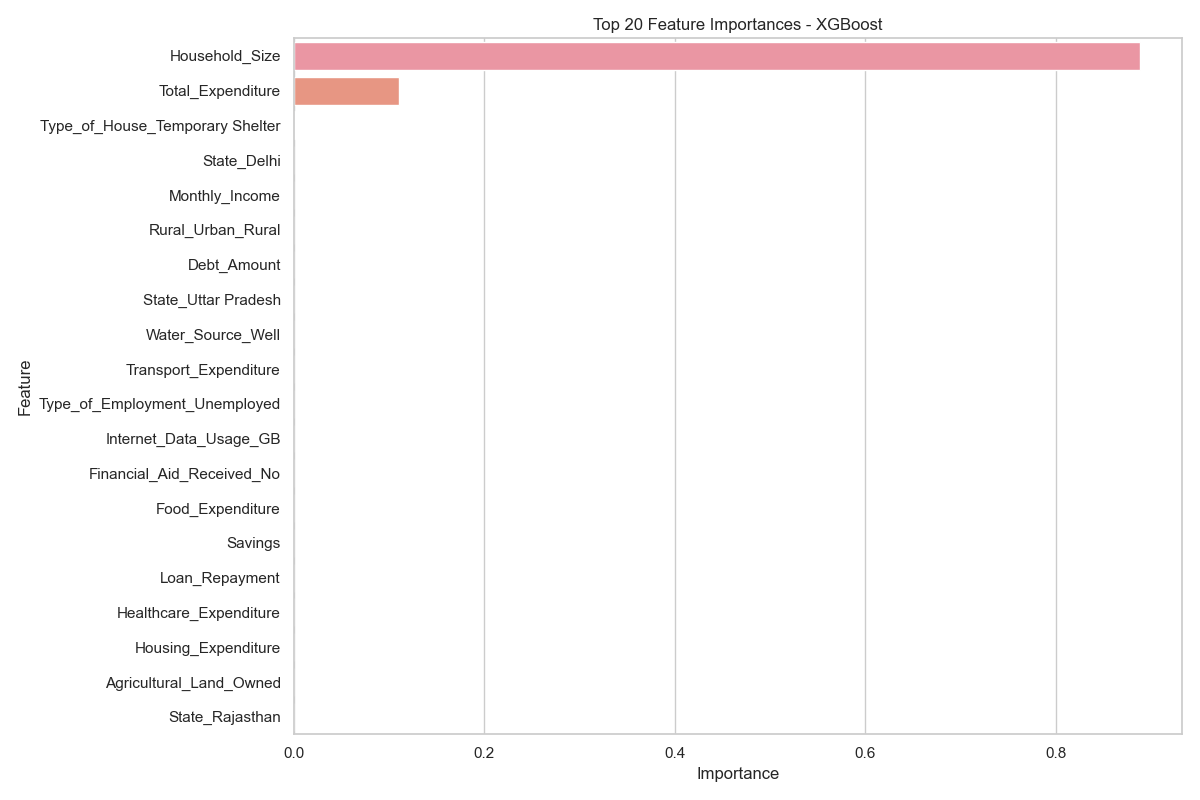 Top 20 Feature Importances - XGBoost
Household_Size
Total_Expenditure
Type_of_House_Temporary Shelter
State_Delhi
Monthly_Income
Rural_Urban_Rural
Debt_Amount
State_Uttar Pradesh
Water_Source_Well
Transport_Expenditure
Type_of_Employment_Unemployed
Internet_Data_Usage_GB
Financial_Aid_Received_No
Food_Expenditure
Savings
Loan_Repayment
Healthcare_Expenditure
Housing_Expenditure
Agricultural_Land_Owned
State_Rajasthan
Feature
0.0 0.2 0.4 0.6 0.8
Importance